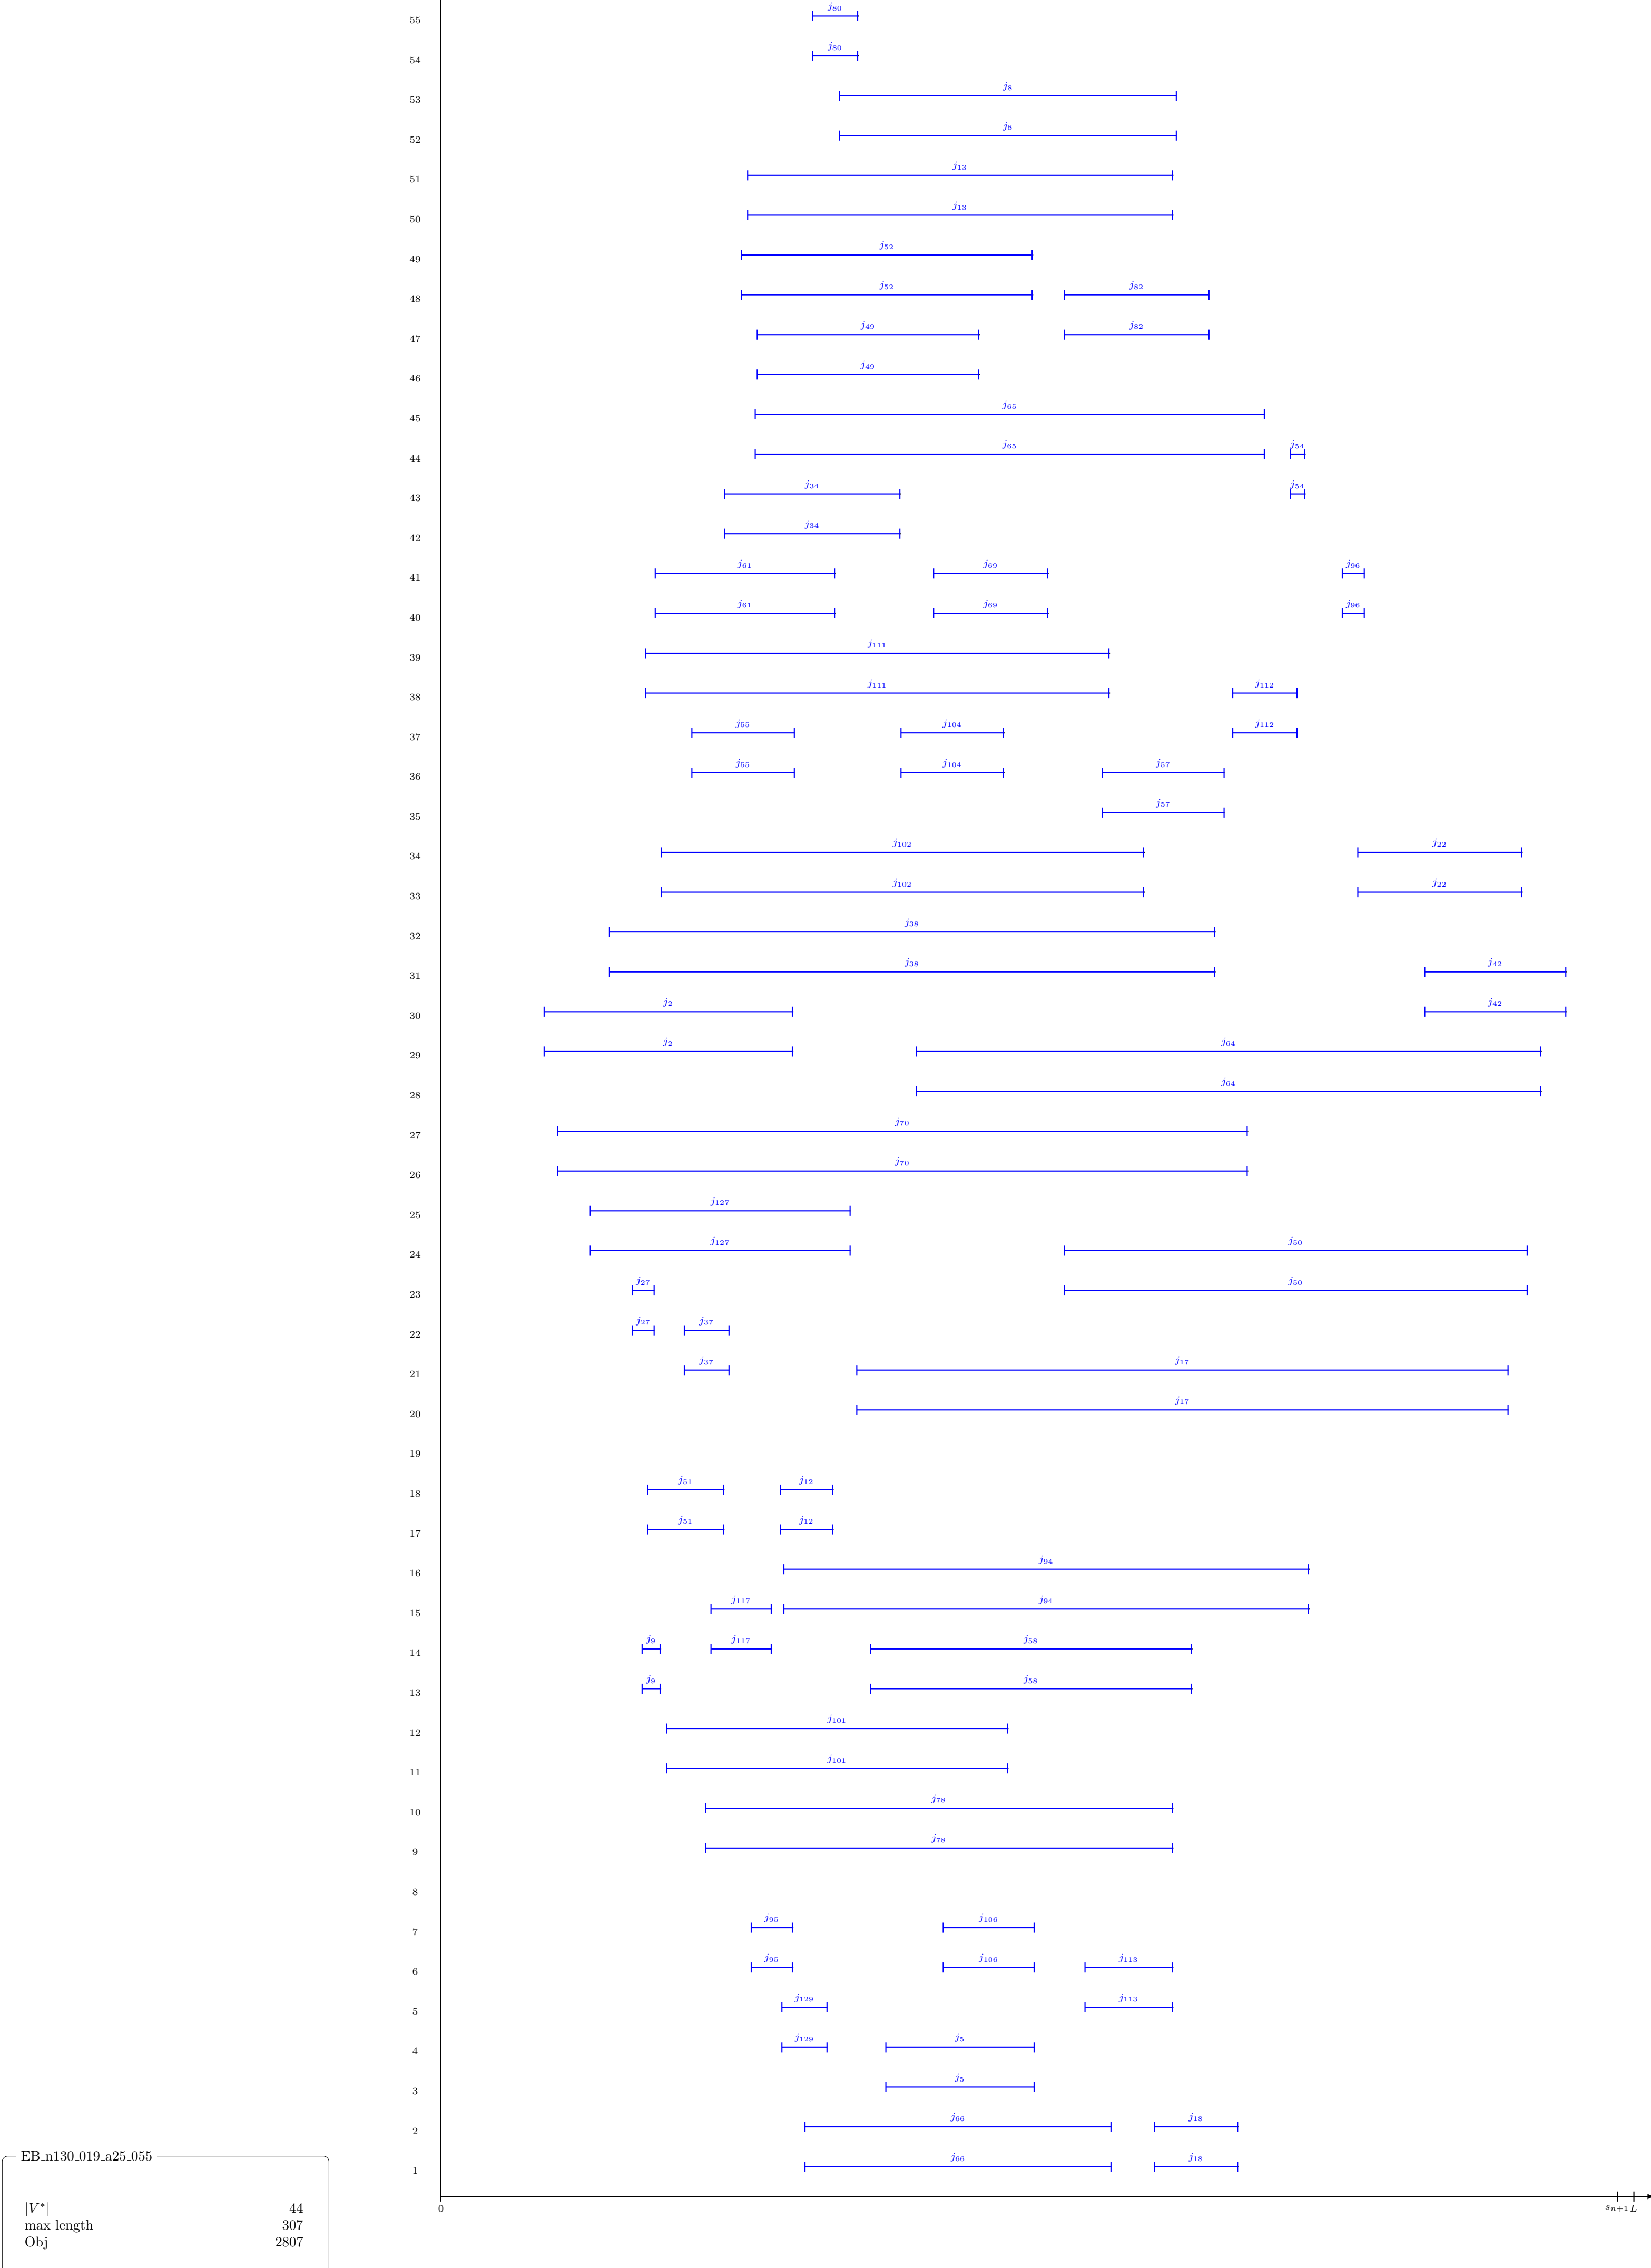 j80
55
j80
54
j8
53
j8
52
j13
51
j13
50
j52
49
j52 j82
48
j49 j82
47
j49
46
j65
45
j65 j54
44
j34 j54
43
j34
42
j61 j69 j96
41
j61 j69 j96
40
j111
39
j111 j112
38
j55 j104 j112
37
j55 j104 j57
36
j57
35
j102 j22
34
j102 j22
33
j38
32
j38 j42
31
j2 j42
30
j2 j64
29
j64
28
j70
27
j70
26
j127
25
j127 j50
24
j27 j50
23
j27 j37
22
j37 j17
21
j17
20
19
j51 j12
18
j51 j12
17
j94
16
j117 j94
15
j9 j117 j58
14
j9 j58
13
j101
12
j101
11
j78
10
j78
9
8
j95 j106
7
j95 j106 j113
6
j129 j113
5
j129 j5
4
j5
3
j66 j18
2
j66 j18
1
0 sn+1 L
EB_n130_019_a25_055
|V*| 44
max length 307
Obj 2807